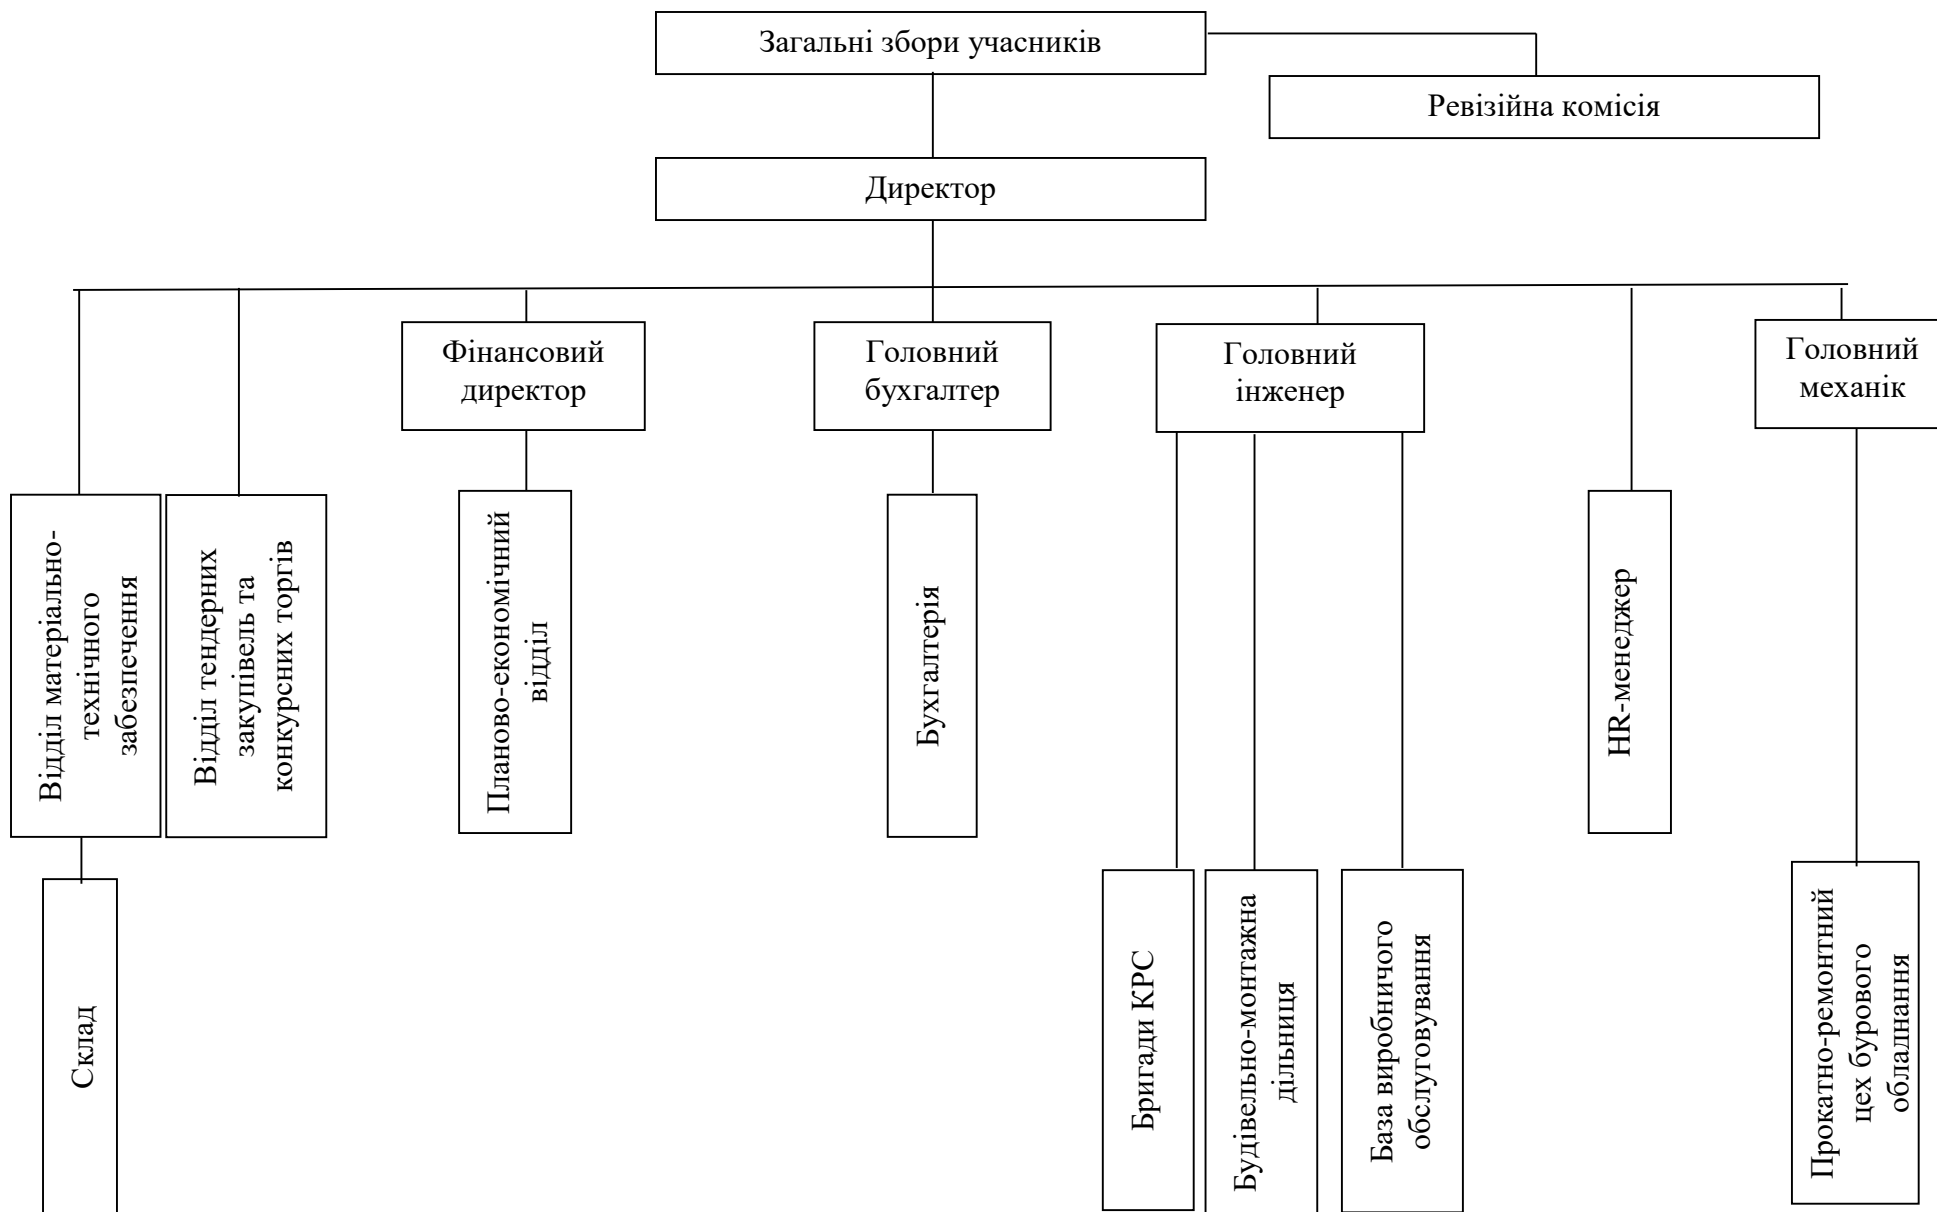 Загальні збори учасників
Ревізійна комісія
Директор
Фінансовий
директор
Головний
бухгалтер
Головний
інженер
Головний
механік
Відділ матеріально-
технічного
забезпечення
Відділ тендерних
закупівель та
конкурсних торгів
Планово-економічний
відділ
Бухгалтерія
HR-менеджер
Склад
Бригади КРС
Будівельно-монтажна
дільниця
База виробничого
обслуговування
Прокатно-ремонтний
цех бурового
обладнання